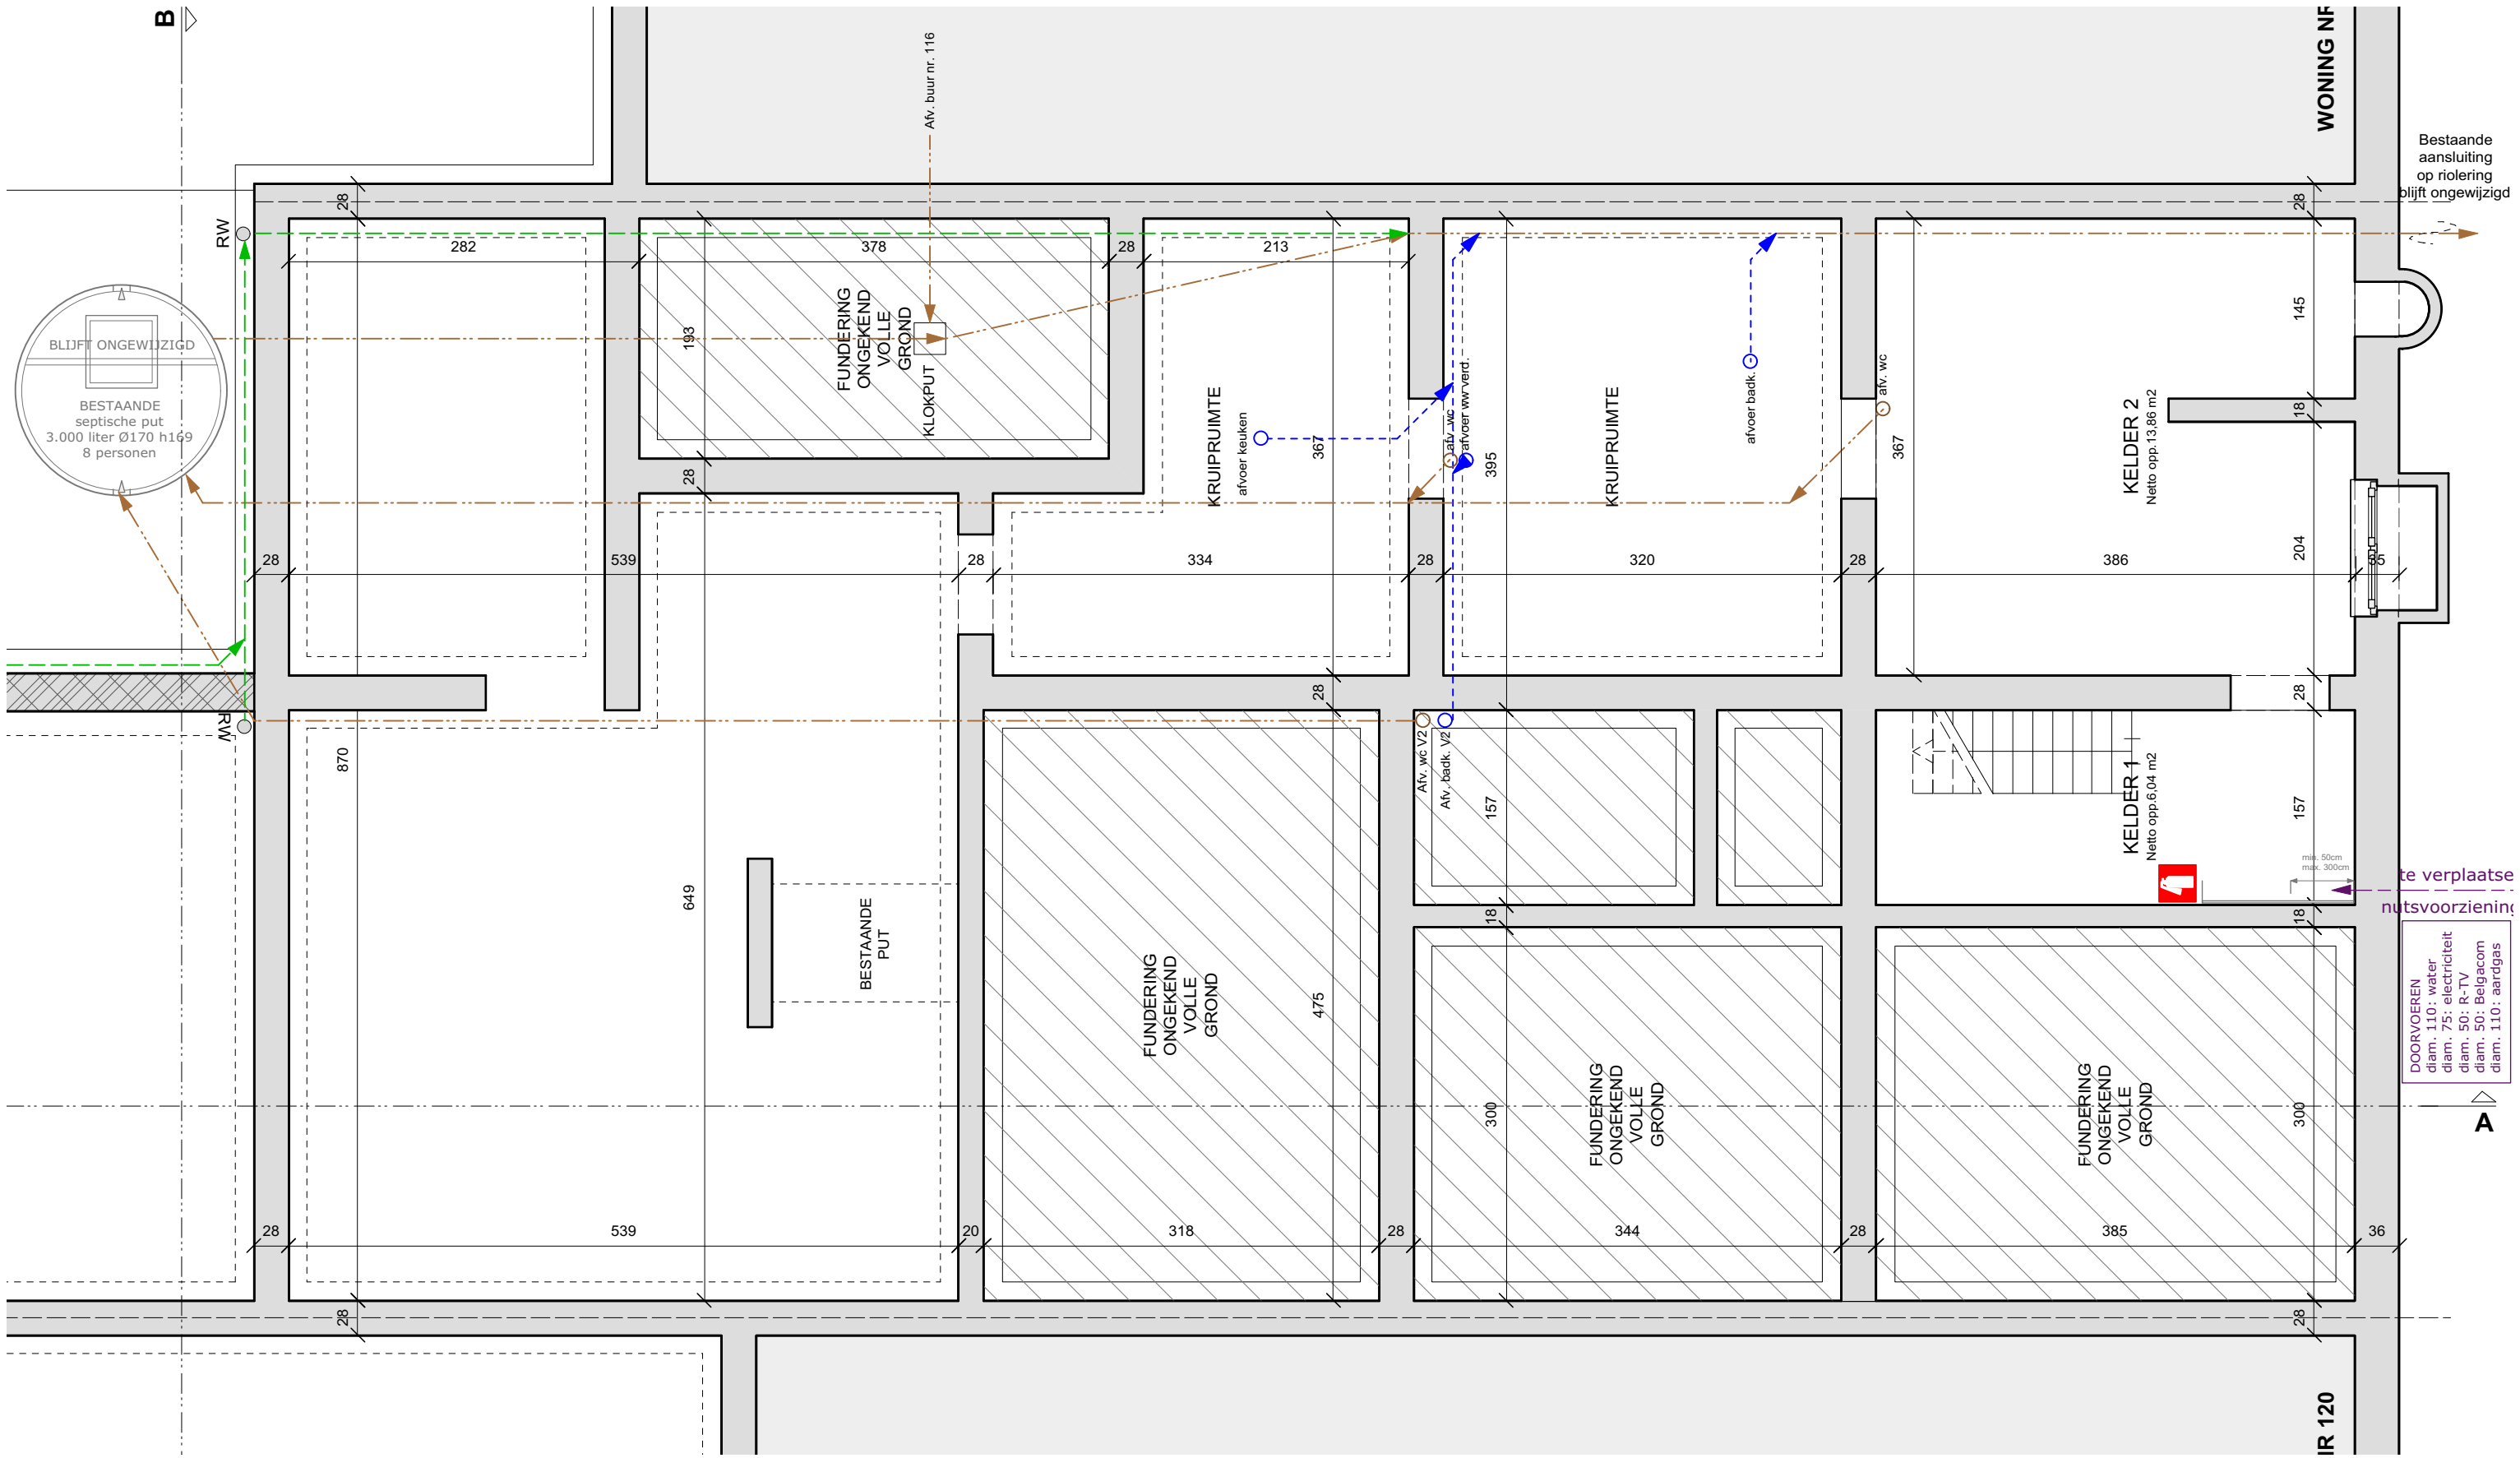 B
Afv. buur nr. 116
WONING NR
Bestaande
aansluiting
op riolering
blijft ongewijzigd
RW
28
28
282
378
28
213
193
28
FUNDERING
ONGEKEND
VOLLE
GROND
KLOKPUT
BLIJFT ONGEWIJZIGD
BESTAANDE
septische put
3.000 liter Ø170 h169
8 personen
KRUIPRUIMTE
afvoer keuken
367
afv. wc
afvoer ww verd.
395
KRUIPRUIMTE
afvoer badk.
afv. wc
367
KELDER 2
Netto opp.13,86 m2
145
18
204
28
539
28
334
28
320
28
386
35
RW
28
28
870
649
BESTAANDE
PUT
Afv. wc V2
Afv. badk. V2
157
18
KELDER 1
Netto opp.6,04 m2
157
min. 50cm
max. 300cm
te verplaatse
nutsvoorziening
18
DOORVOEREN
diam. 110: water
diam. 75: electriciteit
diam. 50: R-TV
diam. 50: Belgacom
diam. 110: aardgas
FUNDERING
ONGEKEND
VOLLE
GROND
475
300
FUNDERING
ONGEKEND
VOLLE
GROND
FUNDERING
ONGEKEND
VOLLE
GROND
300
A
28
539
20
318
28
344
28
385
36
28
28
NR 120